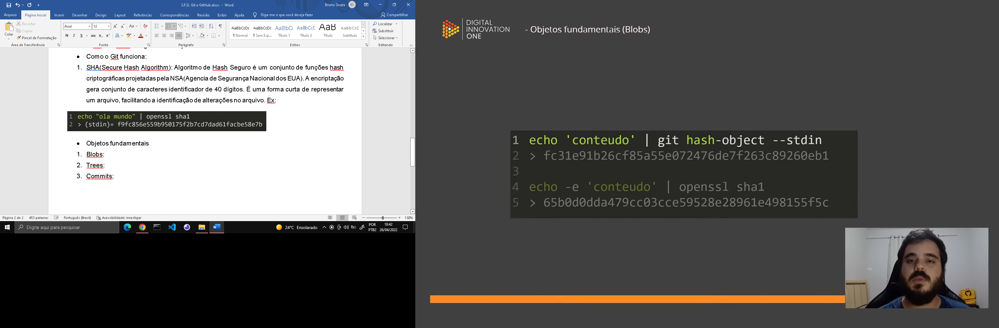 S.F.D. Git e GitHub.docx - Word
Bruno Souza
BS
Arquivo
Página Inicial
Inserir
Desenhar
Design
Layout
Referências
Correspondências
Revisão
Exibir
Ajuda
Diga-me o que você deseja fazer
Compartilhar
Colar
Recortar
Copiar
Pincel de Formatação
Área de Transferência
Arial
12
Aa
N I S abc x₂ x²
Fonte
Parágrafo
AaBbCcDc
¶ Normal
AaBbCcDc
¶ Sem Esp...
AaBbC(
Título 1
AaBbCcE
Título 2
AaB
Título
AaBbCcD
Subtítulo
Estilos
Localizar
Substituir
Selecionar
Editando
• Como o Git funciona:
1. SHA(Secure Hash Algorithm): Algoritmo de Hash Seguro é um conjunto de funções hash
criptográficas projetadas pela NSA(Agencia de Segurança Nacional dos EUA). A encriptação
gera conjunto de caracteres identificador de 40 dígitos. É uma forma curta de representar
um arquivo, facilitando a identificação de alterações no arquivo. Ex:
1 echo "ola mundo" | openssl sha1
2 > (stdin)= f9fc856e559b950175f2b7cd7dad61facbe58e7b
• Objetos fundamentais
1. Blobs:
2. Trees:
3. Commits:
Página 2 de 2
453 palavras
Português (Brasil)
Acessibilidade: investigar
130%
Digite aqui para pesquisar
24°C Ensolarado
POR
PTB2
10:42
26/04/2022
DIGITAL
INNOVATION
ONE
- Objetos fundamentais (Blobs)
1 echo 'conteudo' | git hash-object --stdin
2 > fc31e91b26cf85a55e072476de7f263c89260eb1
3
4 echo -e 'conteudo' | openssl sha1
5 > 65b0d0dda479cc03cce59528e28961e498155f5c